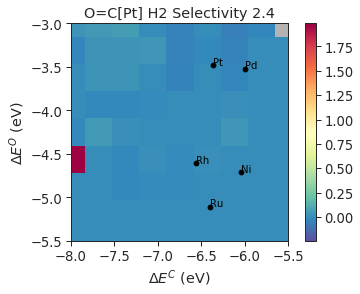 O=C[Pt] H2 Selectivity 2.4
−3.0
−3.5
−4.0
−4.5
−5.0
−5.5
ΔE^O (eV)
Pt
Pd
Rh
Ni
Ru
−8.0 −7.5 −7.0 −6.5 −6.0 −5.5
ΔE^C (eV)
1.75
1.50
1.25
1.00
0.75
0.50
0.25
0.00